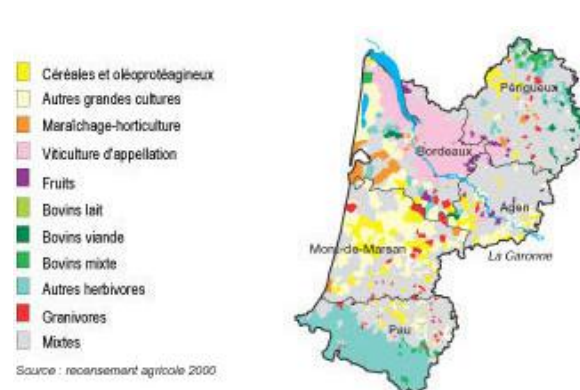 Céréales et oléoprotéagineux
Autres grandes cultures
Maraîchage-horticulture
Viticulture d'appellation
Fruits
Bovins lait
Bovins viande
Bovins mixte
Autres herbivores
Granivores
Mixtes
Source : recensement agricole 2000
Périgueux
Bordeaux
Agen
Mont-de-Marsan
La Garonne
Pau